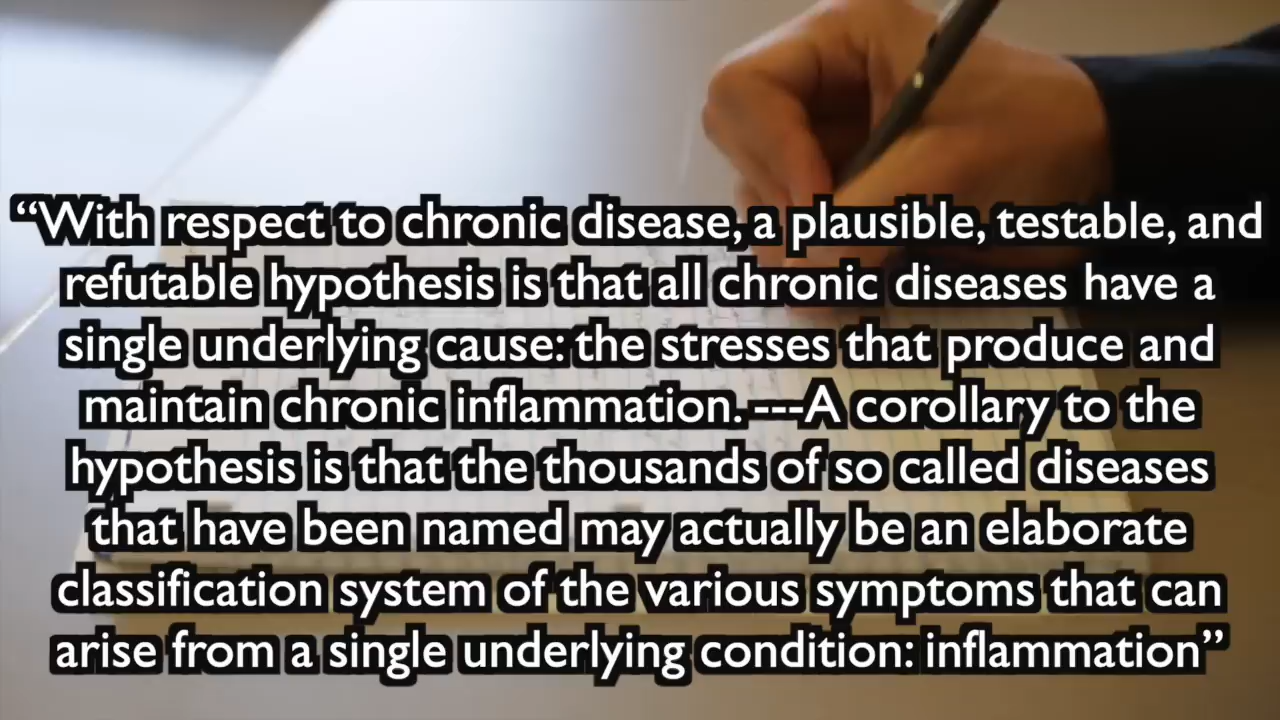 “With respect to chronic disease, a plausible, testable, and
refutable hypothesis is that all chronic diseases have a
single underlying cause: the stresses that produce and
maintain chronic inflammation. ---A corollary to the
hypothesis is that the thousands of so called diseases
that have been named may actually be an elaborate
classification system of the various symptoms that can
arise from a single underlying condition: inflammation”